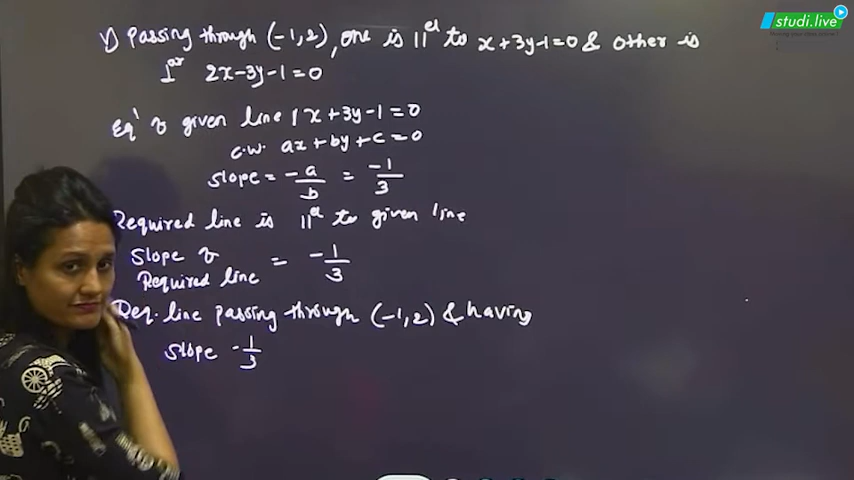 studi.live
1) Passing through (-1,2), one is ||el to x+3y-1=0 & other is
⊥ar 2x-3y-1=0
Eqn of given line / x+3y-1=0
c.w. ax+by+c=0
Slope = -a/b = -1/3
Required line is ||el to given line
Slope of Required line = -1/3
Req. line passing through (-1,2) & having
Slope -1/3